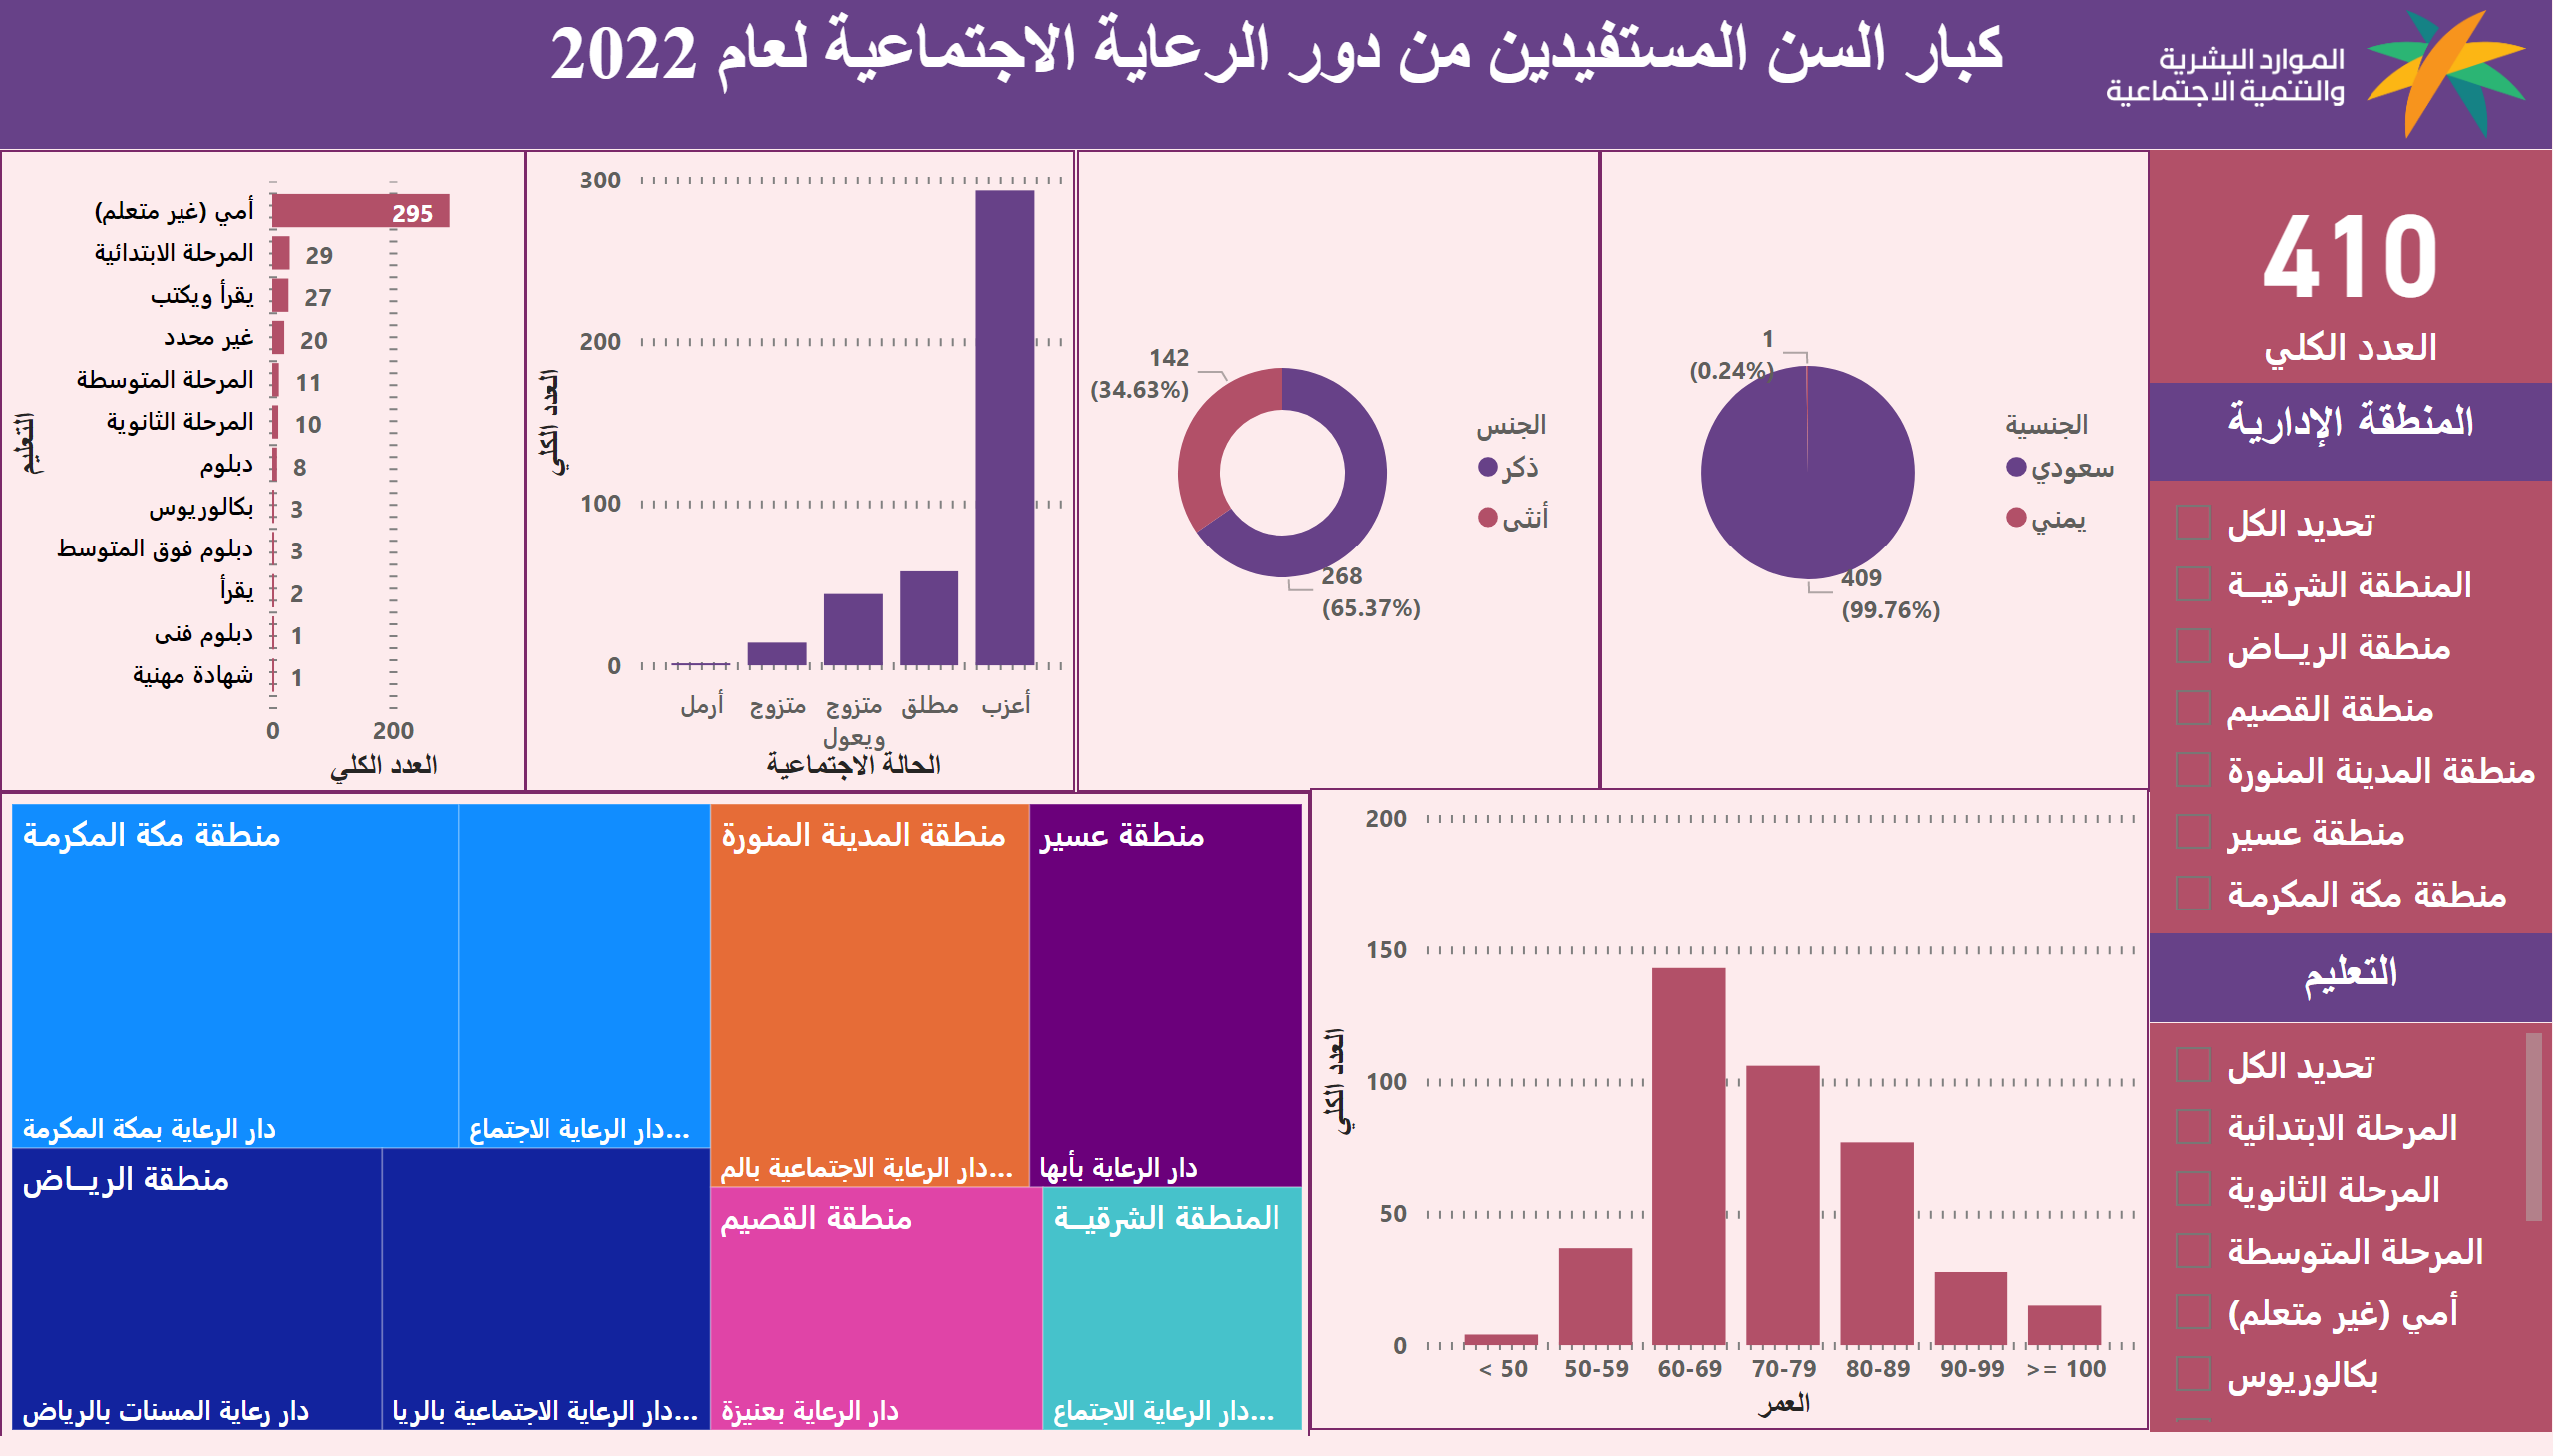 كبار السن المستفيدين من دور الرعاية الاجتماعية لعام 2022
الموارد البشرية
والتنمية الاجتماعية
410
العدد الكلي
المنطقة الإدارية
تحديد الكل
المنطقة الشرقيــة
منطقة الريــاض
منطقة القصيم
منطقة المدينة المنورة
منطقة عسير
منطقة مكة المكرمـة
التعليم
تحديد الكل
المرحلة الابتدائية
المرحلة الثانوية
المرحلة المتوسطة
أمي (غير متعلم)
بكالوريوس
الجنسية
سعودي
يمني
1
(0.24%)
409
(99.76%)
الجنس
ذكر
أنثى
142
(34.63%)
268
(65.37%)
العدد الكلي
300
200
100
0
أرمل
متزوج
متزوج ويعول
مطلق
أعزب
الحالة الاجتماعية
التعليم
أمي (غير متعلم) 295
المرحلة الابتدائية 29
يقرأ ويكتب 27
غير محدد 20
المرحلة المتوسطة 11
المرحلة الثانوية 10
دبلوم 8
بكالوريوس 3
دبلوم فوق المتوسط 3
يقرأ 2
دبلوم فنى 1
شهادة مهنية 1
0 200
العدد الكلي
العدد الكلي
200
150
100
50
0
< 50 50-59 60-69 70-79 80-89 90-99 >= 100
العمر
منطقة مكة المكرمـة
دار الرعاية بمكة المكرمة
دار الرعاية الاجتماع...
منطقة الريــاض
دار رعاية المسنات بالرياض
دار الرعاية الاجتماعية بالريا...
منطقة المدينة المنورة
دار الرعاية الاجتماعية بالم...
منطقة عسير
دار الرعاية بأبها
منطقة القصيم
دار الرعاية بعنيزة
المنطقة الشرقيــة
دار الرعاية الاجتماع...